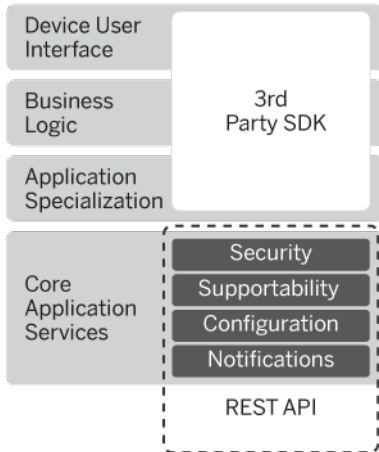 Device User
Interface
Business
Logic
Application
Specialization
3rd
Party SDK
Core
Application
Services
Security
Supportability
Configuration
Notifications
REST API